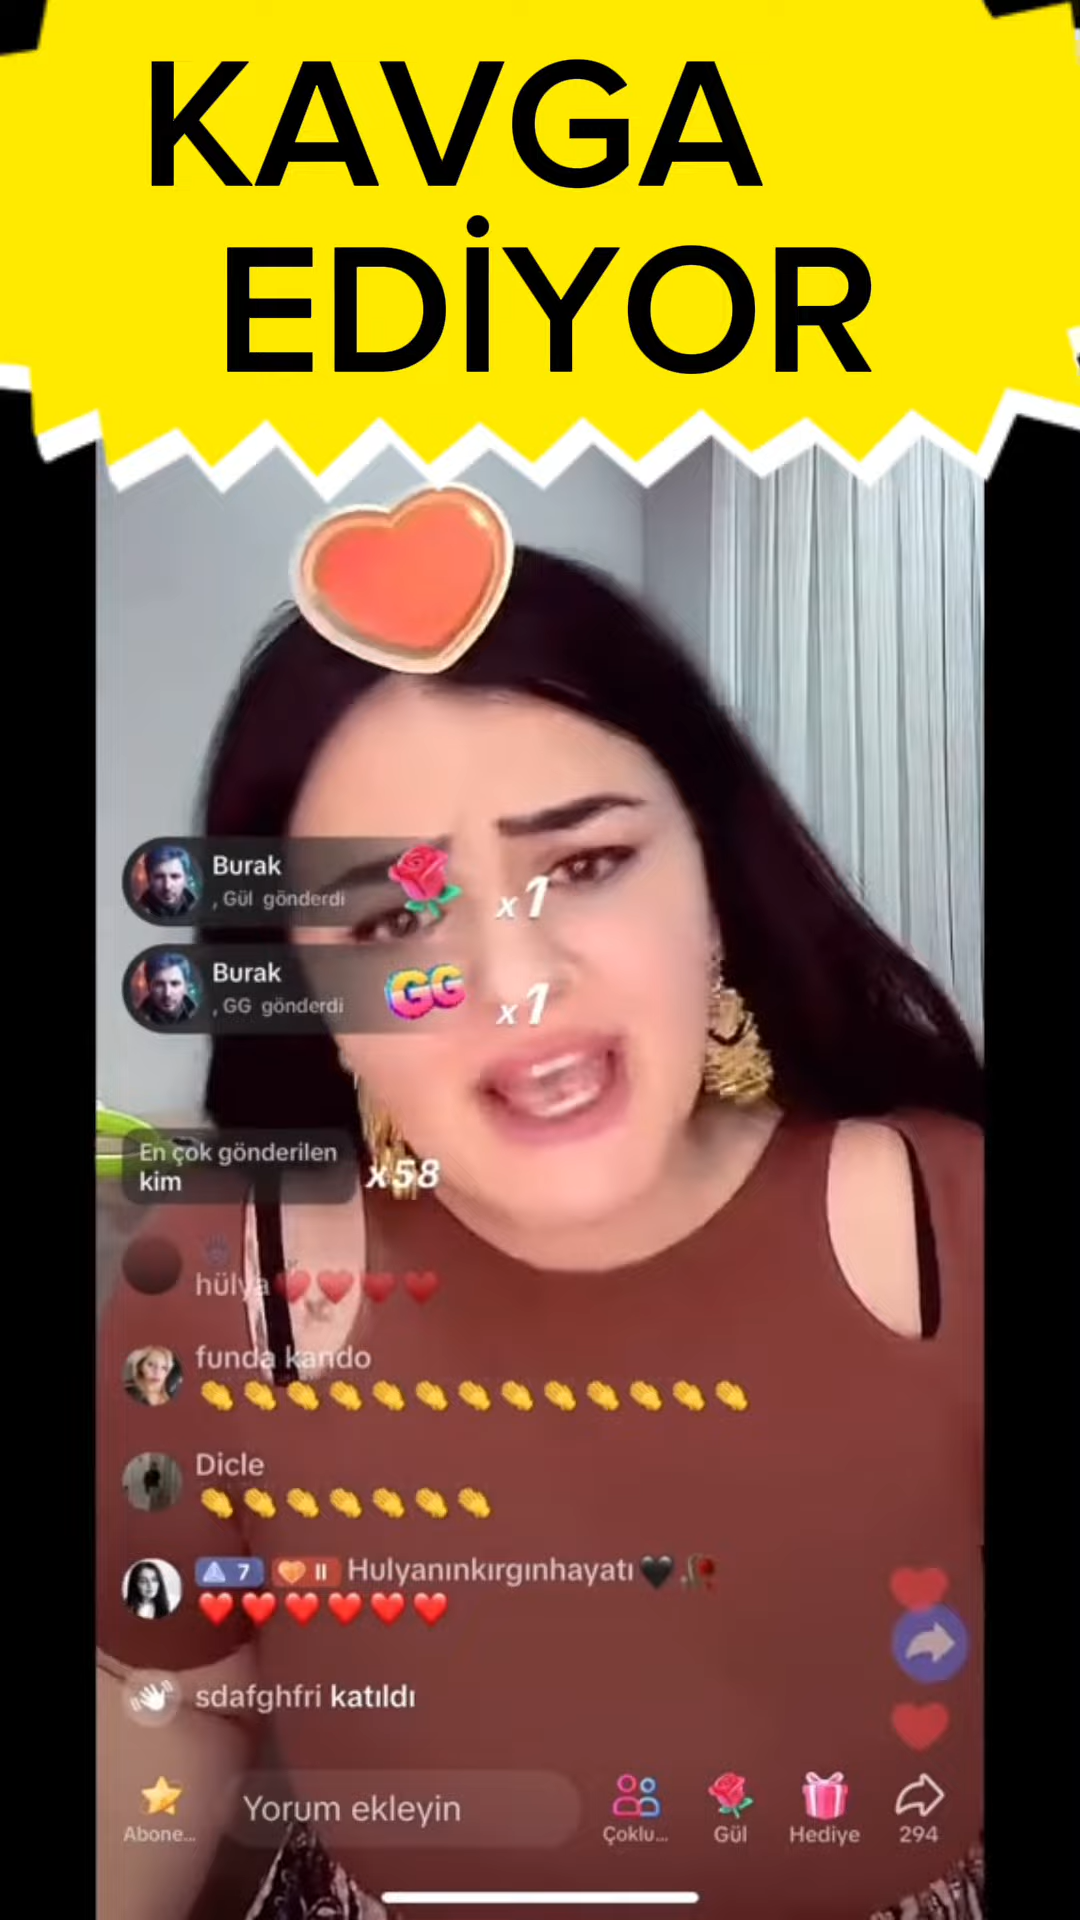 KAVGA
EDİYOR
Burak
, Gül gönderdi
x1
Burak
, GG gönderdi
GG
x1
En çok gönderilen
kim
x58
hülya❤️❤️❤️❤️
funda kando
👏👏👏👏👏👏👏👏👏👏👏👏👏
Dicle
👏👏👏👏👏👏👏
7 II Hulyanınkırgınhayatı🖤🥀
❤️❤️❤️❤️❤️❤️
sdafghfri katıldı
Yorum ekleyin
Abone... Çoklu... Gül Hediye 294